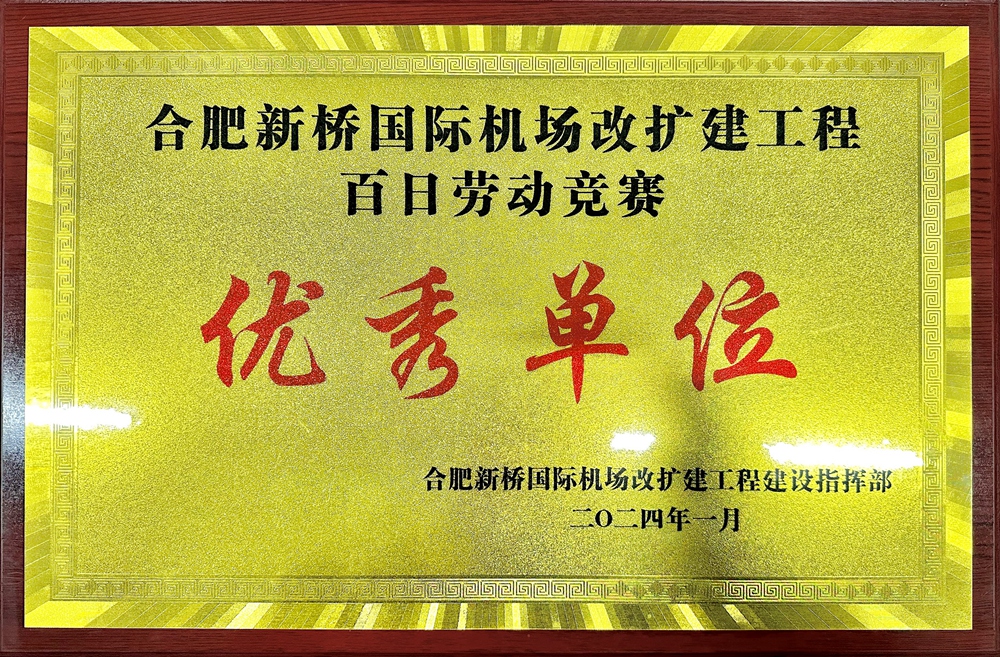 合肥新桥国际机场改扩建工程
百日劳动竞赛
优秀单位
合肥新桥国际机场改扩建工程建设指挥部
二〇二四年一月